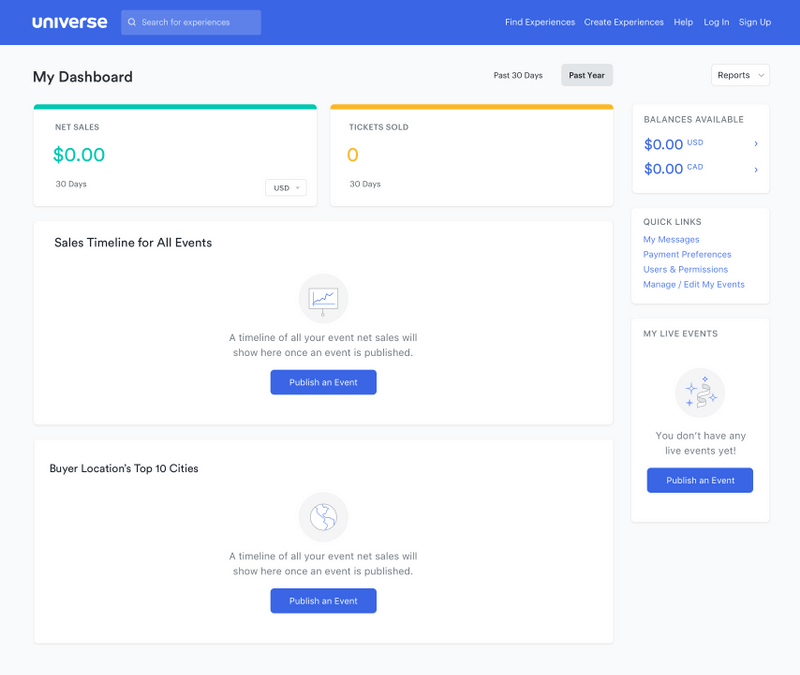 universe
Search for experiences
Find Experiences
Create Experiences
Help
Log In
Sign Up
My Dashboard
Past 30 Days
Past Year
Reports
NET SALES
$0.00
30 Days
USD
TICKETS SOLD
0
30 Days
BALANCES AVAILABLE
$0.00 USD
$0.00 CAD
QUICK LINKS
My Messages
Payment Preferences
Users & Permissions
Manage / Edit My Events
Sales Timeline for All Events
A timeline of all your event net sales will
show here once an event is published.
Publish an Event
MY LIVE EVENTS
You don't have any
live events yet!
Publish an Event
Buyer Location's Top 10 Cities
A timeline of all your event net sales will
show here once an event is published.
Publish an Event